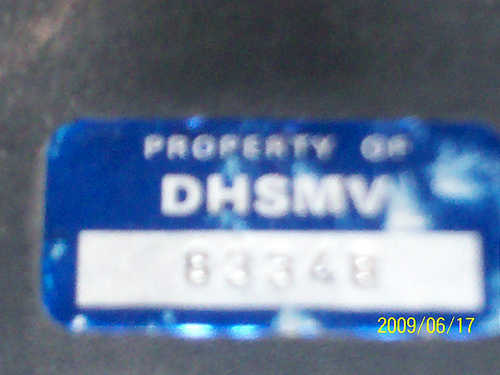 PROPERTY OF
DHSMV
83348
2009/06/17